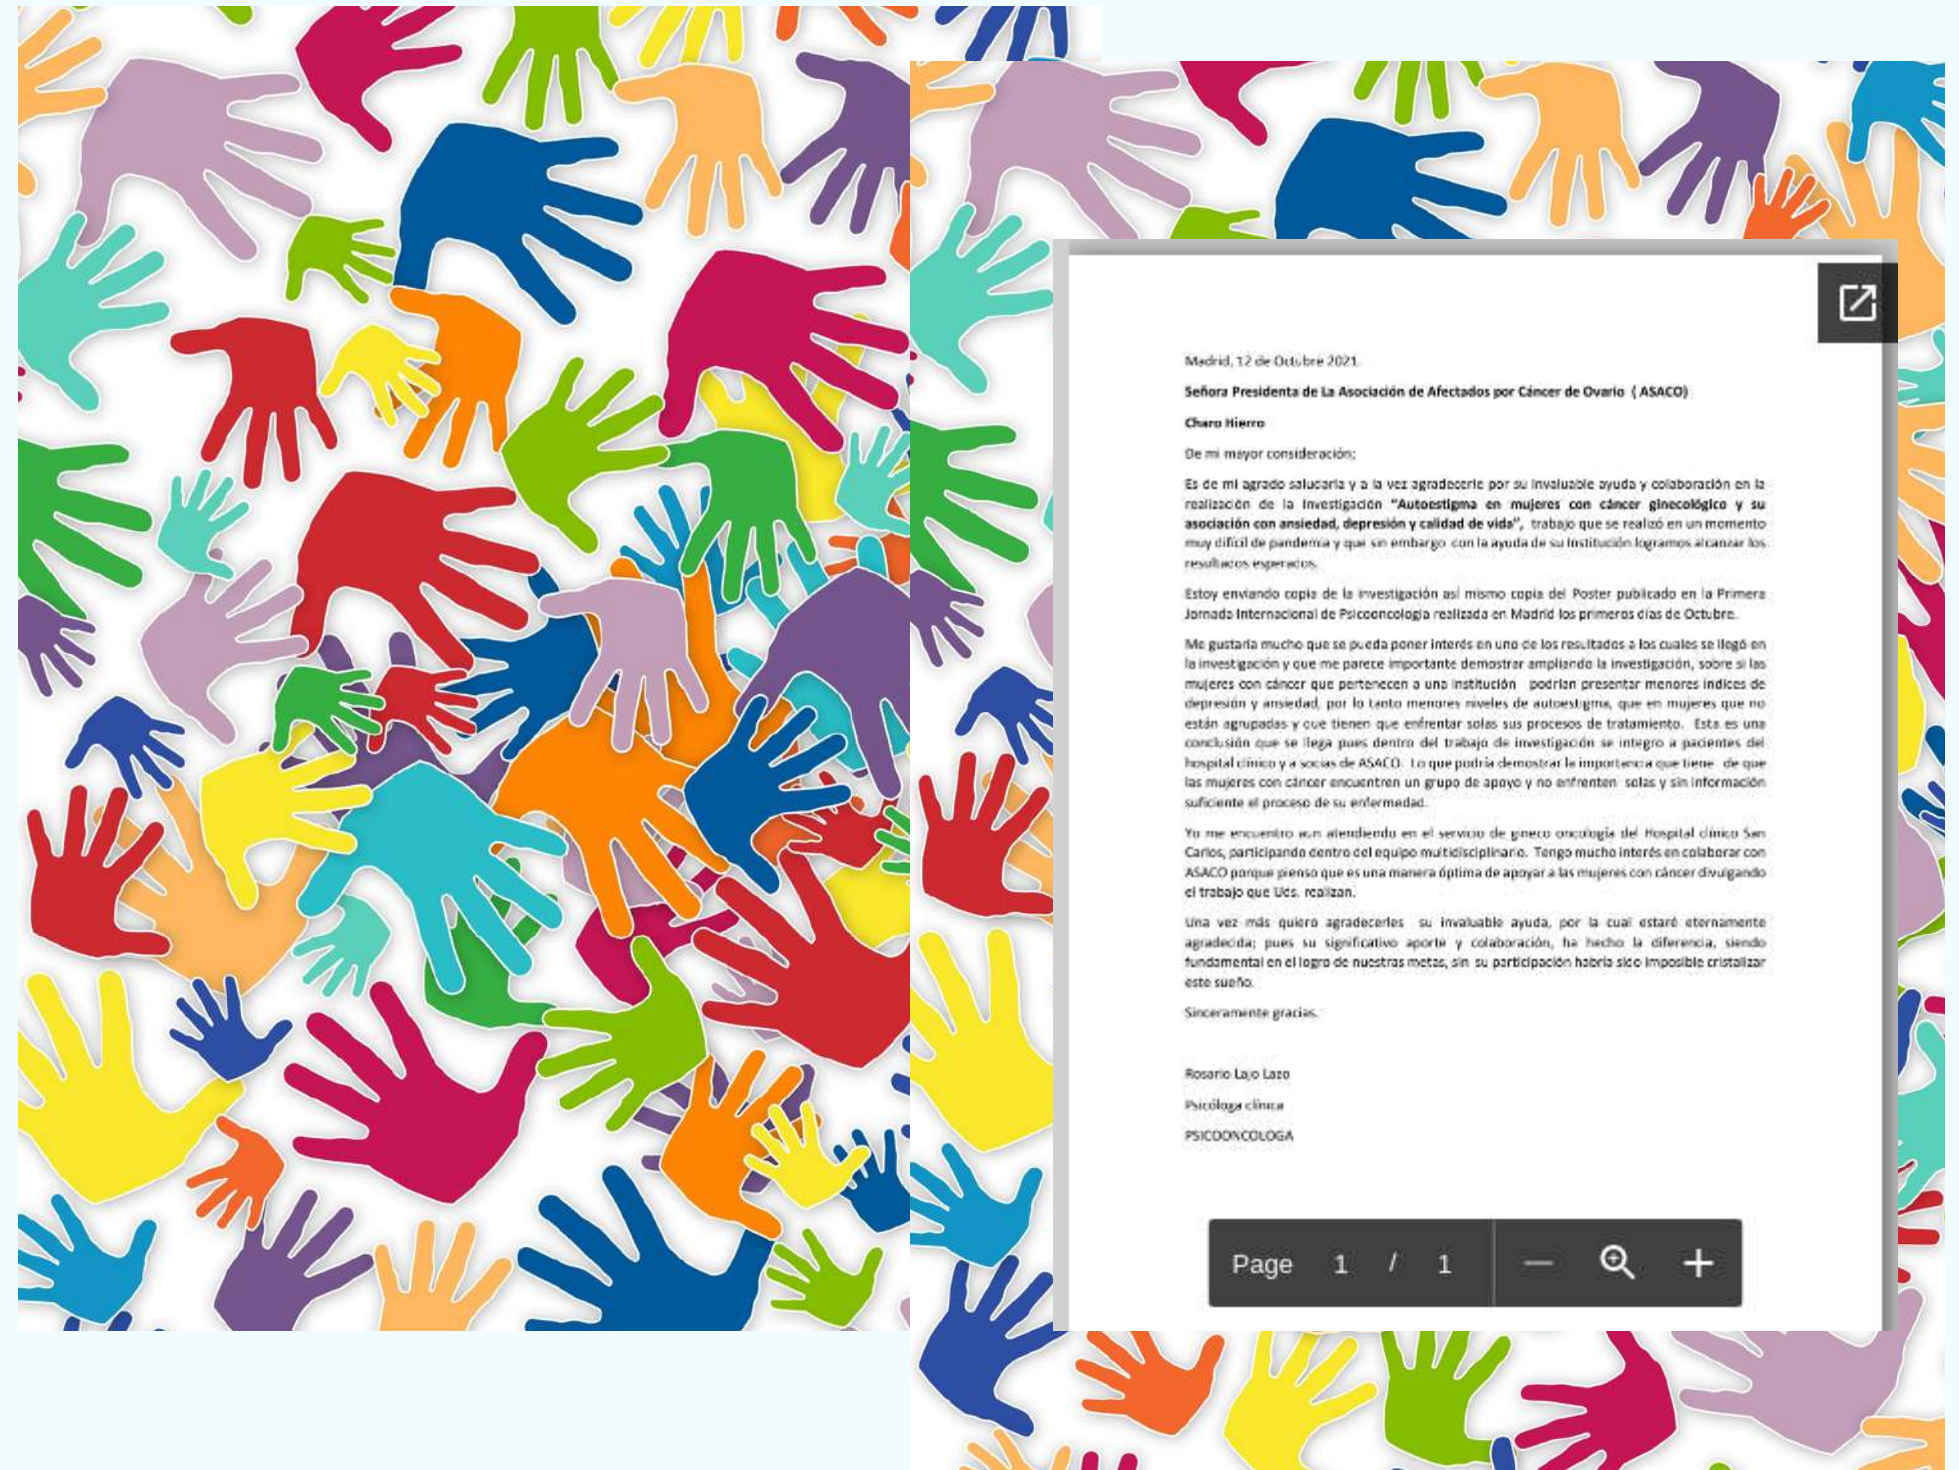 Madrid, 12 de Octubre 2021.
Señora Presidenta de La Asociación de Afectados por Cáncer de Ovario ( ASACO)
Charo Hierro
De mi mayor consideración;
Es de mi agrado saludarla y a la vez agradecerle por su invaluable ayuda y colaboración en la
realización de la Investigación “Autoestigma en mujeres con cáncer ginecológico y su
asociación con ansiedad, depresión y calidad de vida”, trabajo que se realizó en un momento
muy difícil de pandemia y que sin embargo con la ayuda de su Institución logramos alcanzar los
resultados esperados.
Estoy enviando copia de la investigación así mismo copia del Poster publicado en la Primera
Jornada Internacional de Psicooncología realizada en Madrid los primeros días de Octubre.
Me gustaría mucho que se pueda poner interés en uno de los resultados a los cuales se llegó en
la investigación y que me parece importante demostrar ampliando la investigación, sobre si las
mujeres con cáncer que pertenecen a una Institución podrían presentar menores índices de
depresión y ansiedad, por lo tanto menores niveles de autoestigma, que en mujeres que no
están agrupadas y que tienen que enfrentar solas sus procesos de tratamiento. Esta es una
conclusión que se llega pues dentro del trabajo de investigación se integro a pacientes del
hospital clínico y a socias de ASACO. Lo que podría demostrar la importancia que tiene de que
las mujeres con cáncer encuentren un grupo de apoyo y no enfrenten solas y sin información
suficiente el proceso de su enfermedad.
Yo me encuentro aun atendiendo en el servicio de gineco oncología del Hospital clínico San
Carlos, participando dentro del equipo multidisciplinario. Tengo mucho interés en colaborar con
ASACO porque pienso que es una manera óptima de apoyar a las mujeres con cáncer divulgando
el trabajo que Uds. realizan.
Una vez más quiero agradecerles su invaluable ayuda, por la cual estaré eternamente
agradecida; pues su significativo aporte y colaboración, ha hecho la diferencia, siendo
fundamental en el logro de nuestras metas, sin su participación habría sido imposible cristalizar
este sueño.
Sinceramente gracias.
Rosario Lajo Lazo
Psicóloga clínica
PSICOONCOLOGA
Page 1 / 1